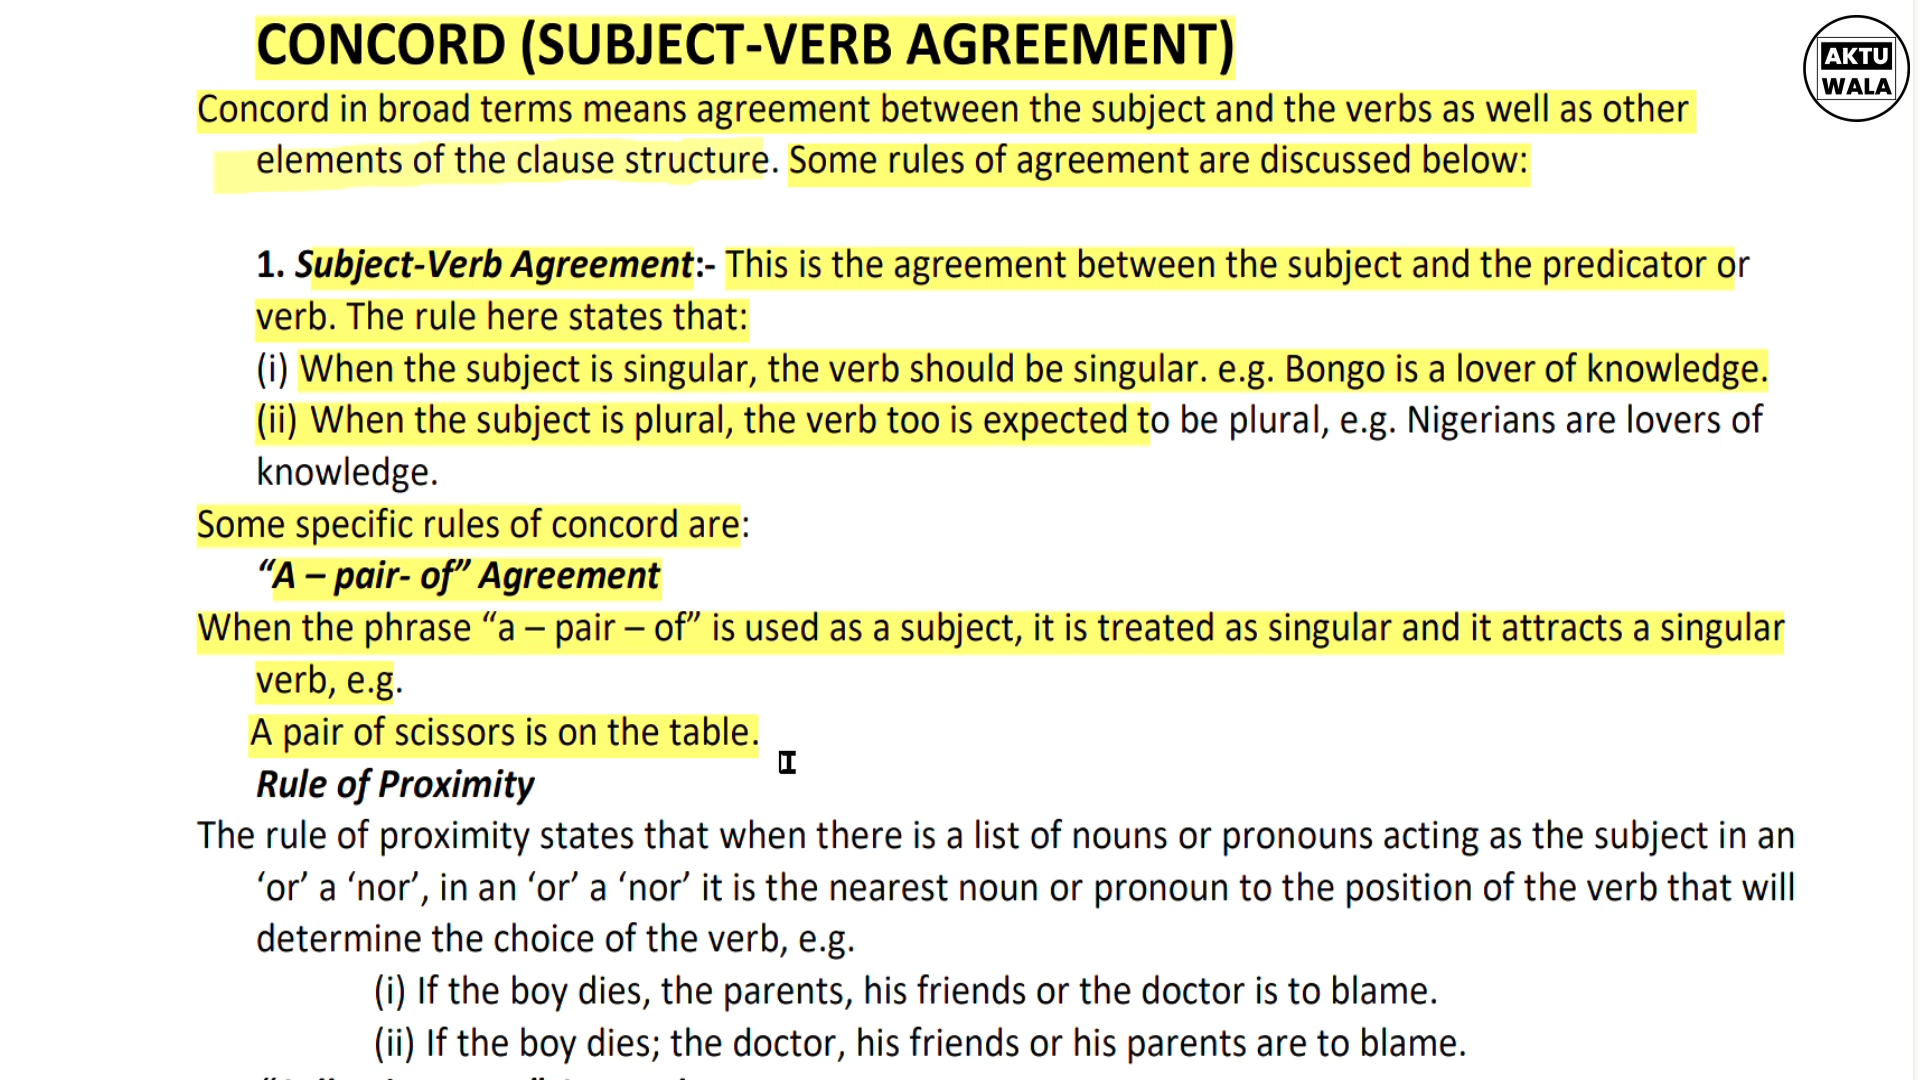 CONCORD (SUBJECT-VERB AGREEMENT)
AKTU
WALA
Concord in broad terms means agreement between the subject and the verbs as well as other
elements of the clause structure. Some rules of agreement are discussed below:
1. Subject-Verb Agreement:- This is the agreement between the subject and the predicator or
verb. The rule here states that:
(i) When the subject is singular, the verb should be singular. e.g. Bongo is a lover of knowledge.
(ii) When the subject is plural, the verb too is expected to be plural, e.g. Nigerians are lovers of
knowledge.
Some specific rules of concord are:
“A – pair- of” Agreement
When the phrase “a – pair – of” is used as a subject, it is treated as singular and it attracts a singular
verb, e.g.
A pair of scissors is on the table.
Rule of Proximity
The rule of proximity states that when there is a list of nouns or pronouns acting as the subject in an
‘or’ a ‘nor’, in an ‘or’ a ‘nor’ it is the nearest noun or pronoun to the position of the verb that will
determine the choice of the verb, e.g.
(i) If the boy dies, the parents, his friends or the doctor is to blame.
(ii) If the boy dies; the doctor, his friends or his parents are to blame.